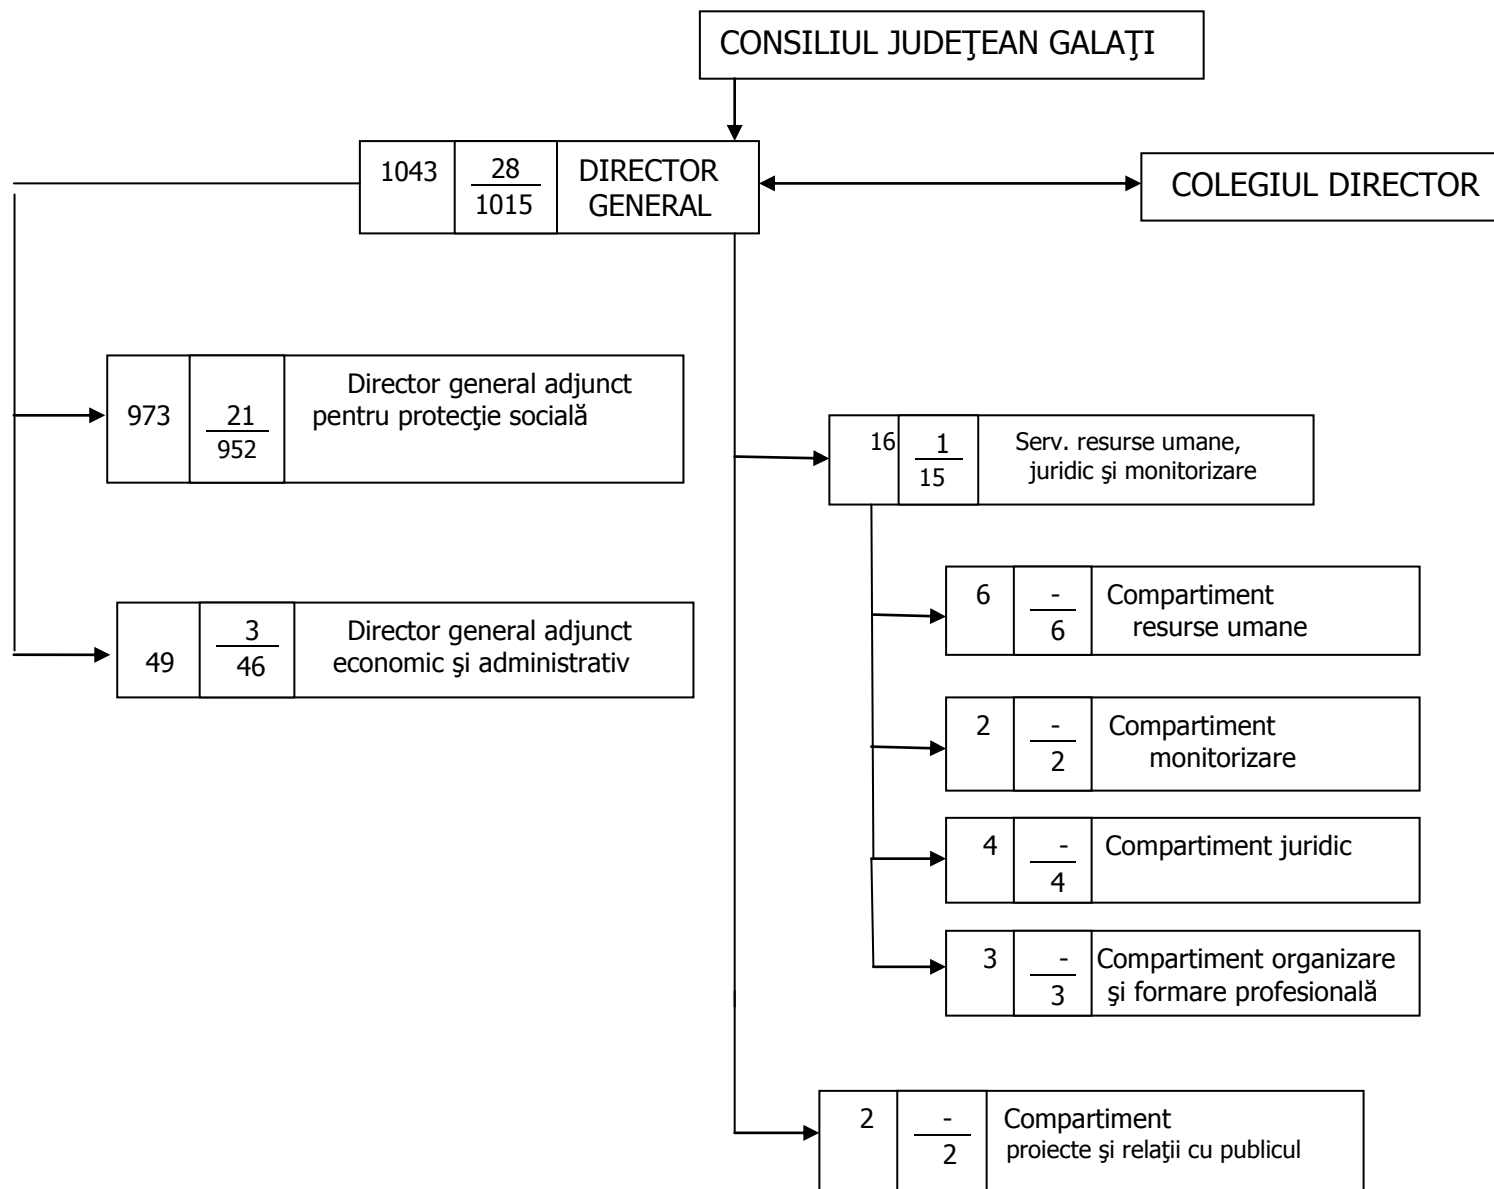 CONSILIUL JUDEŢEAN GALAŢI
1043
28
1015
DIRECTOR
GENERAL
COLEGIUL DIRECTOR
973
21
952
Director general adjunct
pentru protecţie socială
49
3
46
Director general adjunct
economic şi administrativ
16
1
15
Serv. resurse umane,
juridic şi monitorizare
6
-
6
Compartiment
resurse umane
2
-
2
Compartiment
monitorizare
4
-
4
Compartiment juridic
3
-
3
Compartiment organizare
şi formare profesională
2
-
2
Compartiment
proiecte şi relaţii cu publicul